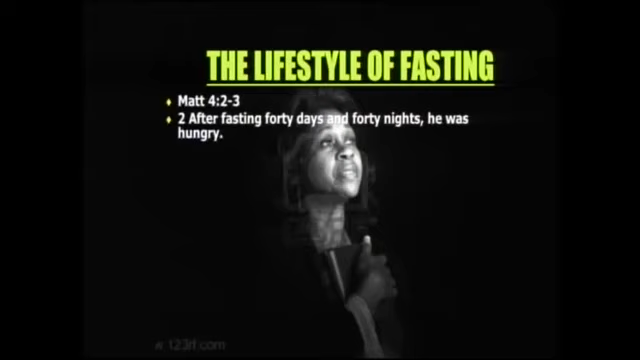 THE LIFESTYLE OF FASTING
♦ Matt 4:2-3
♦ 2 After fasting forty days and forty nights, he was
hungry.
123rf.com